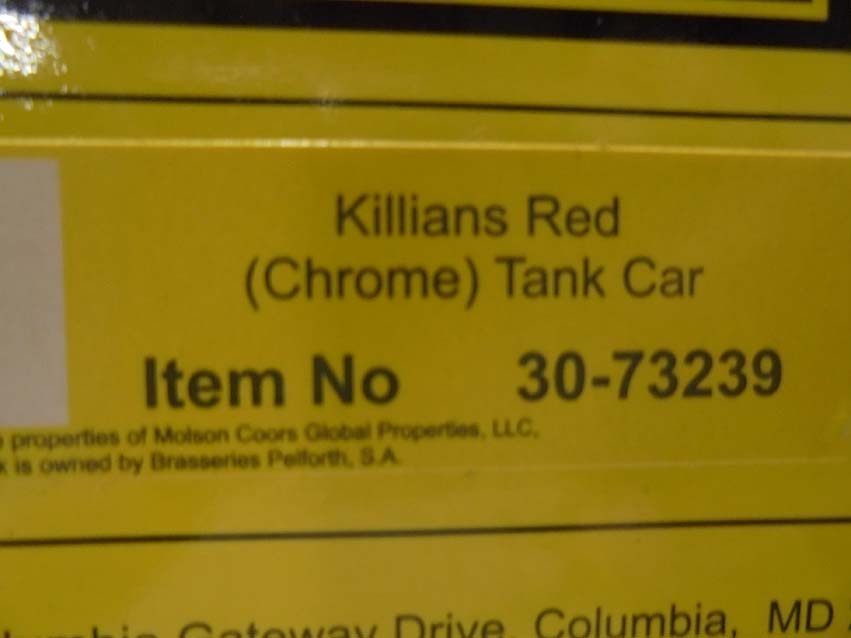 Killians Red
(Chrome) Tank Car
Item No 30-73239
properties of Molson Coors Global Properties, LLC.
is owned by Brasseries Pelforth, S.A.
Gateway Drive, Columbia, MD